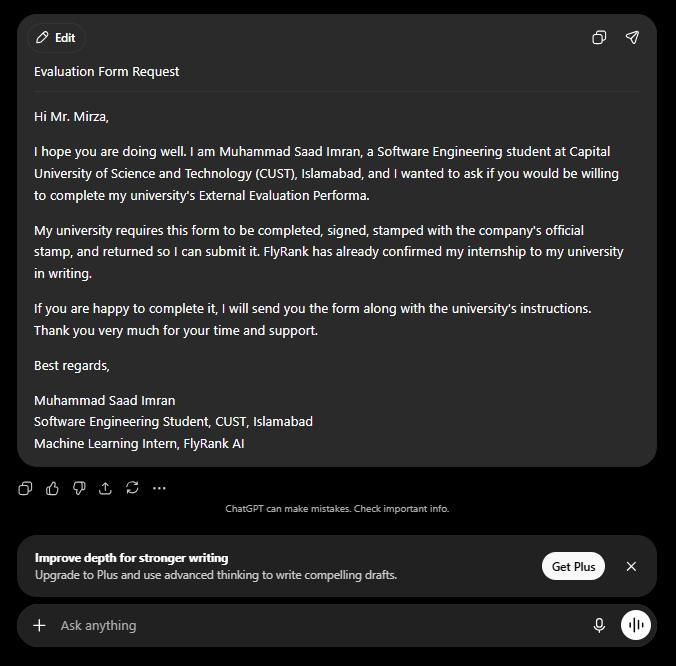 Edit
Evaluation Form Request
Hi Mr. Mirza,
I hope you are doing well. I am Muhammad Saad Imran, a Software Engineering student at Capital
University of Science and Technology (CUST), Islamabad, and I wanted to ask if you would be willing
to complete my university's External Evaluation Performa.
My university requires this form to be completed, signed, stamped with the company's official
stamp, and returned so I can submit it. FlyRank has already confirmed my internship to my university
in writing.
If you are happy to complete it, I will send you the form along with the university's instructions.
Thank you very much for your time and support.
Best regards,
Muhammad Saad Imran
Software Engineering Student, CUST, Islamabad
Machine Learning Intern, FlyRank AI
ChatGPT can make mistakes. Check important info.
Improve depth for stronger writing
Upgrade to Plus and use advanced thinking to write compelling drafts.
Get Plus
Ask anything